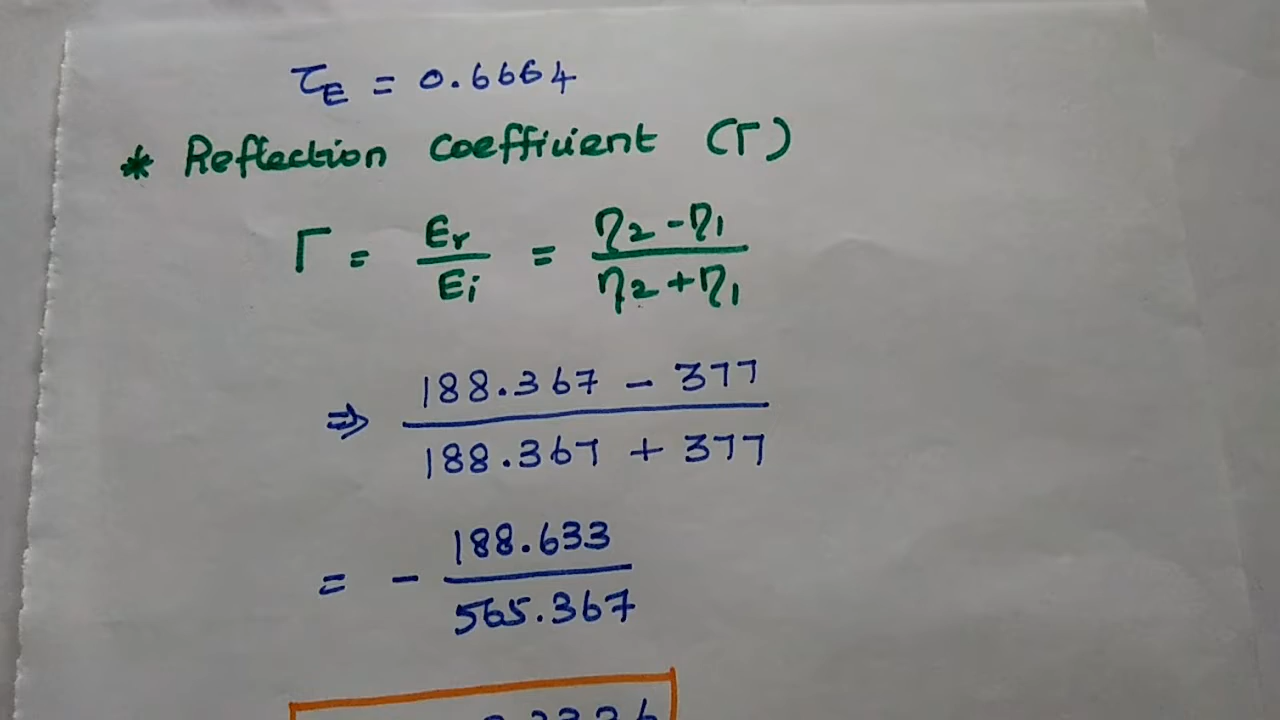 τE = 0.6664
* Reflection coefficient (Γ)
Γ = Er/Ei = η2-η1/η2+η1
⇒ 188.367 - 377/188.367 + 377
= - 188.633/565.367